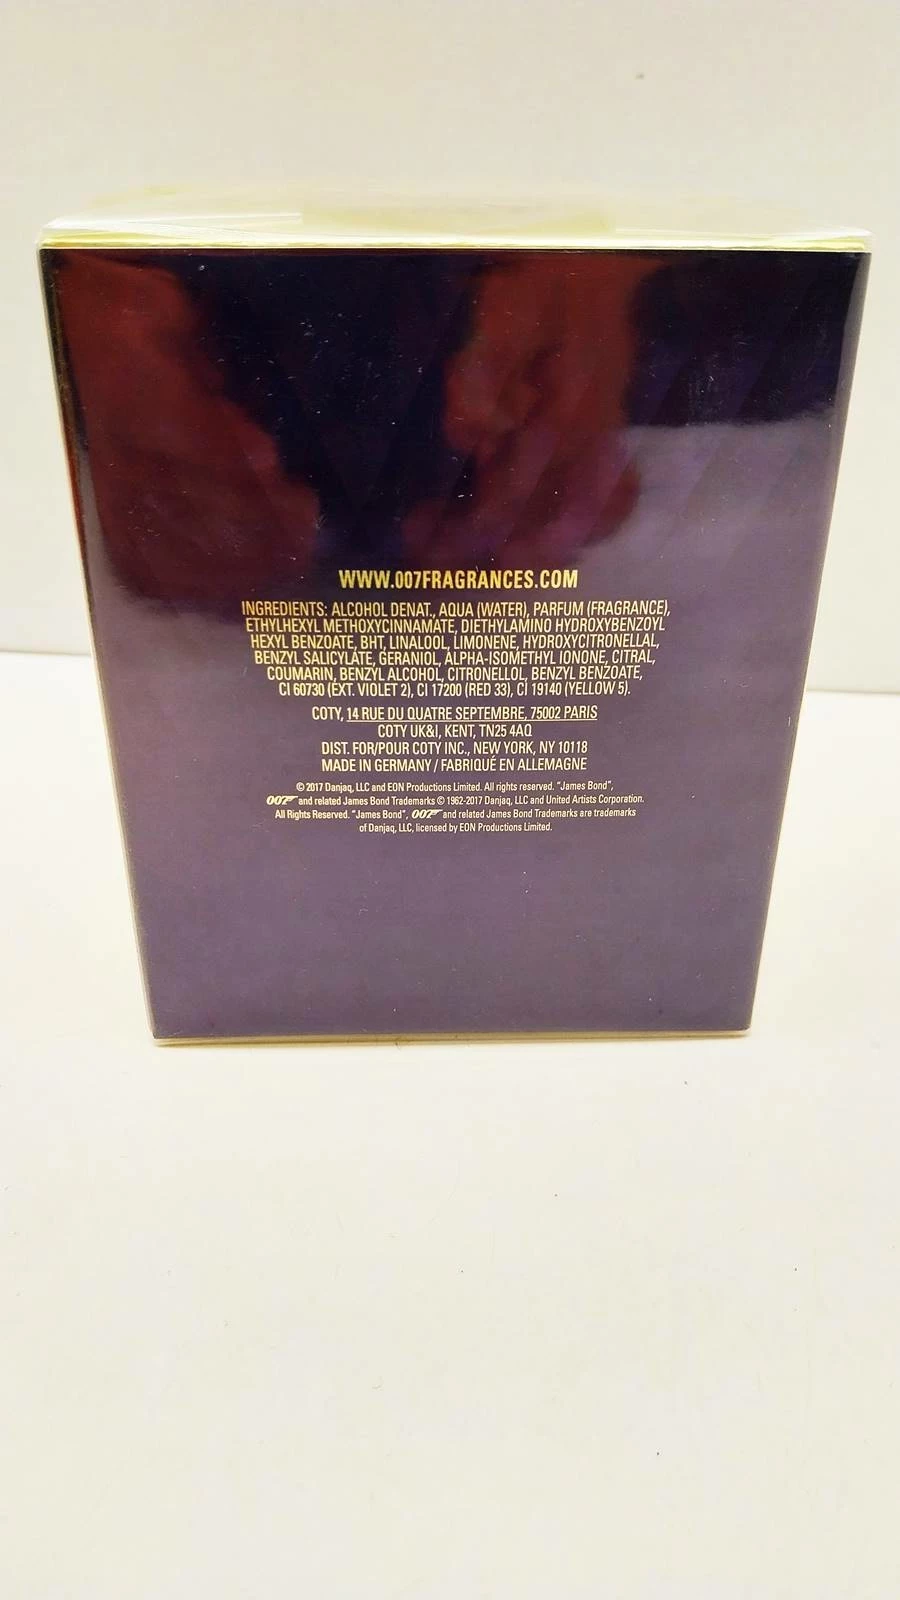 WWW.007FRAGRANCES.COM
INGREDIENTS: ALCOHOL DENAT., AQUA (WATER), PARFUM (FRAGRANCE),
ETHYLHEXYL METHOXYCINNAMATE, DIETHYLAMINO HYDROXYBENZOYL
HEXYL BENZOATE, BHT, LINALOOL, LIMONENE, HYDROXYCITRONELLAL,
BENZYL SALICYLATE, GERANIOL, ALPHA-ISOMETHYL IONONE, CITRAL,
COUMARIN, BENZYL ALCOHOL, CITRONELLOL, BENZYL BENZOATE,
CI 60730 (EXT. VIOLET 2), CI 17200 (RED 33), CI 19140 (YELLOW 5).
COTY, 14 RUE DU QUATRE SEPTEMBRE, 75002 PARIS
COTY UK&I, KENT, TN25 4AQ
DIST. FOR/POUR COTY INC., NEW YORK, NY 10118
MADE IN GERMANY / FABRIQUÉ EN ALLEMAGNE
© 2017 Danjaq, LLC and EON Productions Limited. All rights reserved. "James Bond",
007 and related James Bond Trademarks © 1962-2017 Danjaq, LLC and United Artists Corporation.
All Rights Reserved. "James Bond", 007 and related James Bond Trademarks are trademarks
of Danjaq, LLC, licensed by EON Productions Limited.